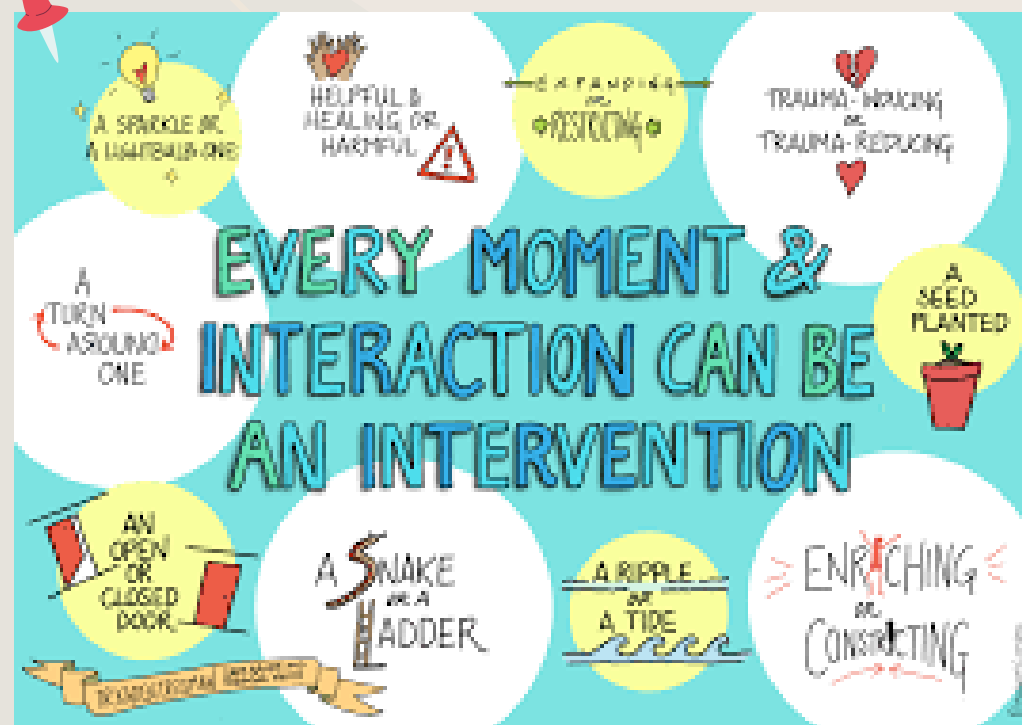 A SPARKLE OR
A LIGHTBULB ONE
HELPFUL &
HEALING OR
HARMFUL
EXPANDING
OR
RESTRICTING
TRAUMA-INDUCING
OR
TRAUMA-REDUCING
A
TURN
AROUND
ONE
EVERY MOMENT &
INTERACTION CAN BE
AN INTERVENTION
A
SEED
PLANTED
AN
OPEN
OR
CLOSED
DOOR
A SNAKE
OR A
LADDER
A RIPPLE
OR
A TIDE
ENRICHING
OR
CONSTRICTING